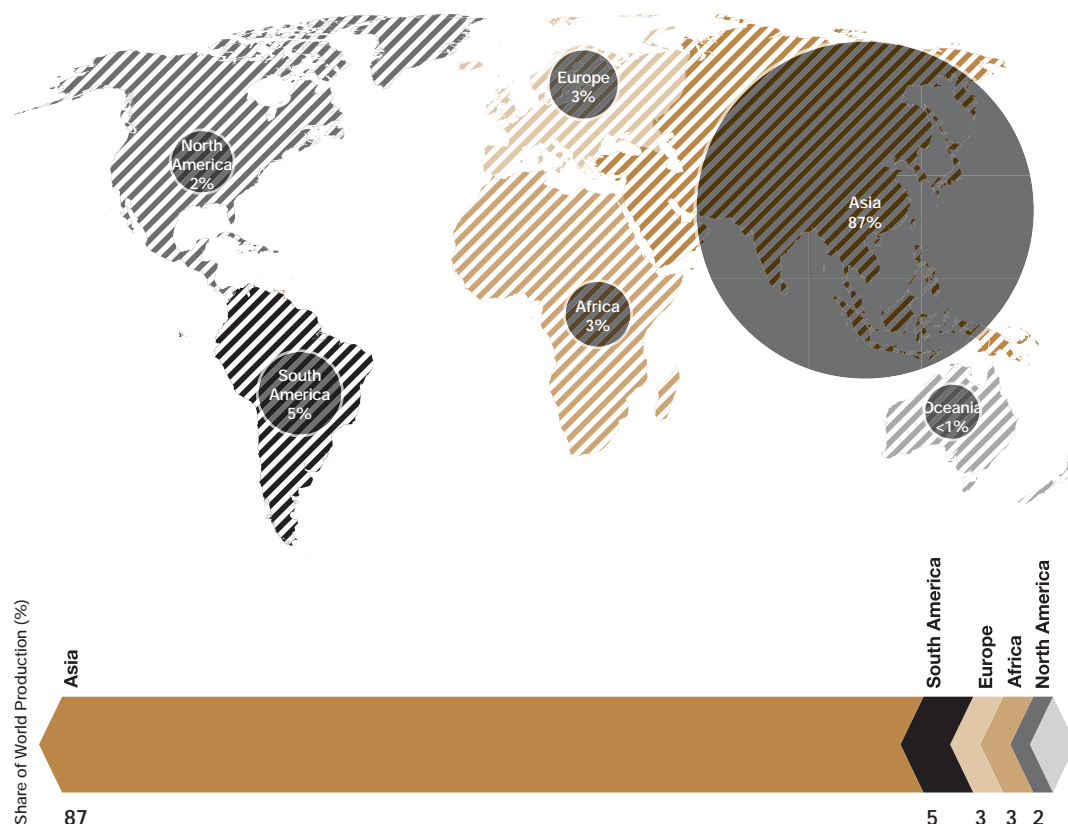 Europe
3%
North
America
2%
Asia
87%
Africa
3%
South
America
5%
Oceania
<1%
Share of World Production (%)
Asia
South America
Europe
Africa
North America
87
5
3
3
2